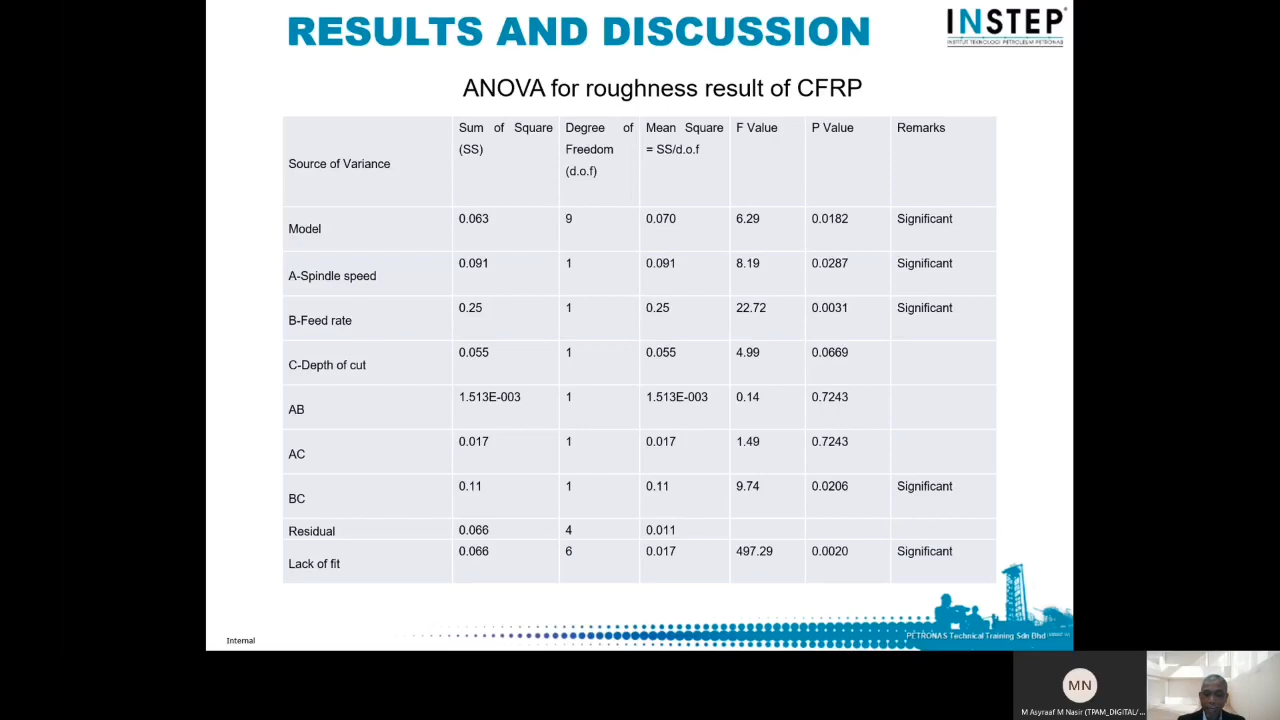 RESULTS AND DISCUSSION
INSTEP
INSTITUT TEKNOLOGI PETROLEUM PETRONAS
ANOVA for roughness result of CFRP
Source of Variance | Sum of Square (SS) | Degree of Freedom (d.o.f) | Mean Square = SS/d.o.f | F Value | P Value | Remarks
Model | 0.063 | 9 | 0.070 | 6.29 | 0.0182 | Significant
A-Spindle speed | 0.091 | 1 | 0.091 | 8.19 | 0.0287 | Significant
B-Feed rate | 0.25 | 1 | 0.25 | 22.72 | 0.0031 | Significant
C-Depth of cut | 0.055 | 1 | 0.055 | 4.99 | 0.0669
AB | 1.513E-003 | 1 | 1.513E-003 | 0.14 | 0.7243
AC | 0.017 | 1 | 0.017 | 1.49 | 0.7243
BC | 0.11 | 1 | 0.11 | 9.74 | 0.0206 | Significant
Residual | 0.066 | 4 | 0.011
Lack of fit | 0.066 | 6 | 0.017 | 497.29 | 0.0020 | Significant
Internal
PETRONAS Technical Training Sdn Bhd
MN
M Asyraaf M Nasir (TPAM_DIGITAL/...